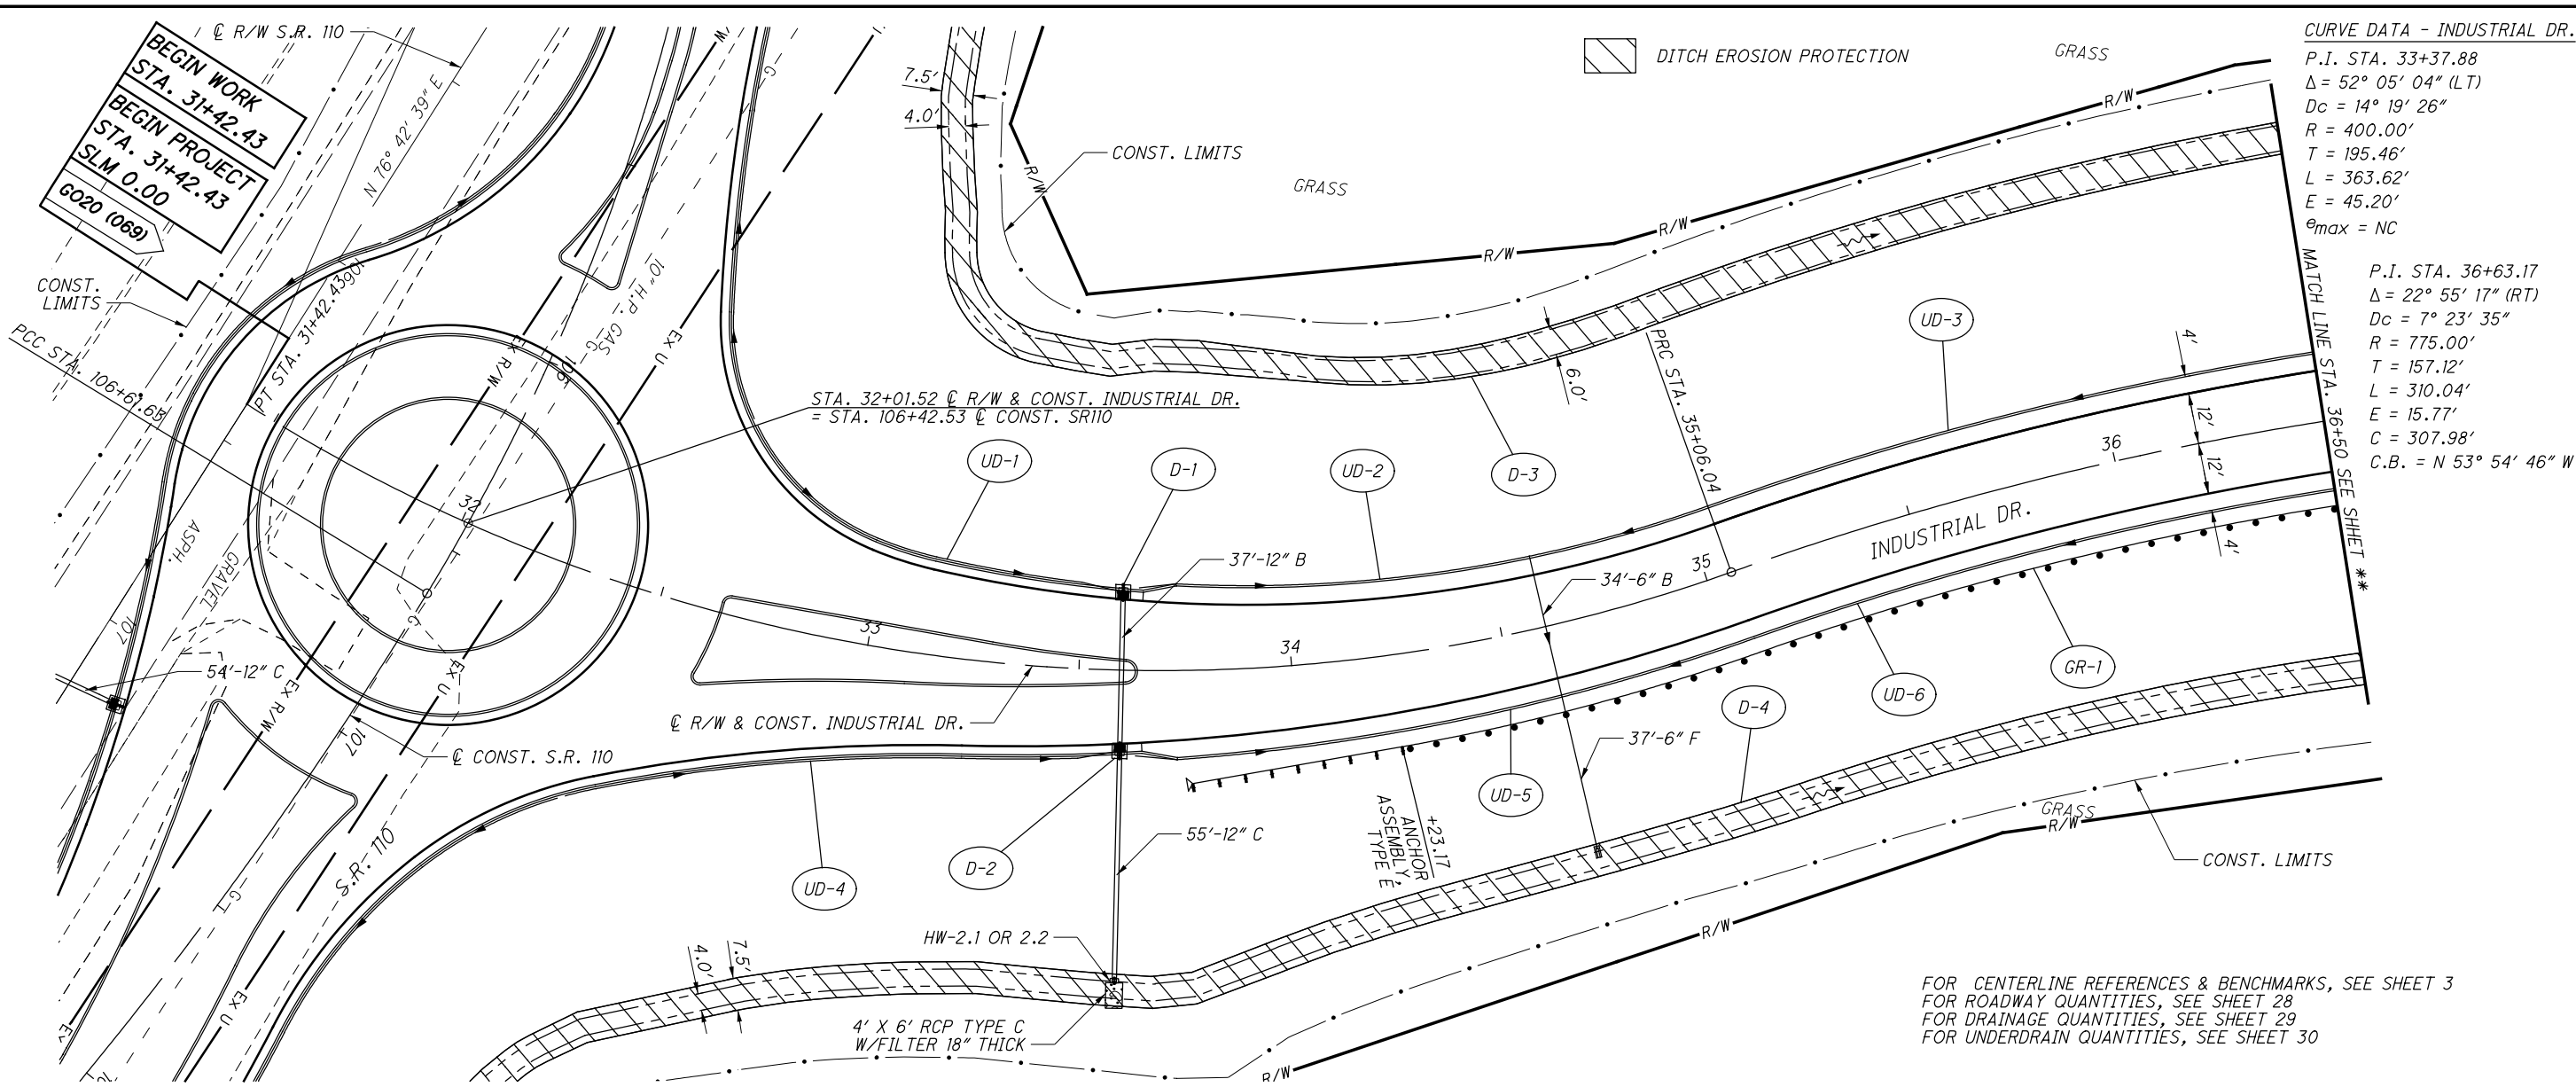 ℄ R/W S.R. 110
BEGIN WORK
STA. 31+42.43
BEGIN PROJECT
STA. 31+42.43
SLM 0.00
G020 (069)
N 76° 42' 39" E
CONST.
LIMITS
PCC STA. 106+61.63
PT STA. 31+42.43
106
10" H.P. GAS
G
G
EX R/W
EX U
32
STA. 32+01.52 ℄ R/W & CONST. INDUSTRIAL DR.
= STA. 106+42.53 ℄ CONST. SR110
7.5'
4.0'
CONST. LIMITS
R/W
GRASS
R/W
R/W
R/W
DITCH EROSION PROTECTION
GRASS
CURVE DATA - INDUSTRIAL DR.
P.I. STA. 33+37.88
Δ = 52° 05' 04" (LT)
Dc = 14° 19' 26"
R = 400.00'
T = 195.46'
L = 363.62'
E = 45.20'
emax = NC
P.I. STA. 36+63.17
Δ = 22° 55' 17" (RT)
Dc = 7° 23' 35"
R = 775.00'
T = 157.12'
L = 310.04'
E = 15.77'
C = 307.98'
C.B. = N 53° 54' 46" W
MATCH LINE STA. 36+50 SEE SHHET **
UD-1
D-1
UD-2
D-3
6.0'
PRC STA. 35+06.04
UD-3
4'
12'
12'
4'
36
35
INDUSTRIAL DR.
37'-12" B
34'-6" B
33
34
ASPH.
GRAVEL
107
54'-12" C
EX R/W
EX U
G
107
℄ CONST. S.R. 110
℄ R/W & CONST. INDUSTRIAL DR.
S.R. 110
G
EX U
UD-4
D-2
55'-12" C
+23.17
ANCHOR
ASSEMBLY,
TYPE E
UD-5
37'-6" F
D-4
UD-6
GR-1
GRASS
R/W
CONST. LIMITS
R/W
R/W
4.0'
7.5'
HW-2.1 OR 2.2
4' X 6' RCP TYPE C
W/FILTER 18" THICK
FOR CENTERLINE REFERENCES & BENCHMARKS, SEE SHEET 3
FOR ROADWAY QUANTITIES, SEE SHEET 28
FOR DRAINAGE QUANTITIES, SEE SHEET 29
FOR UNDERDRAIN QUANTITIES, SEE SHEET 30